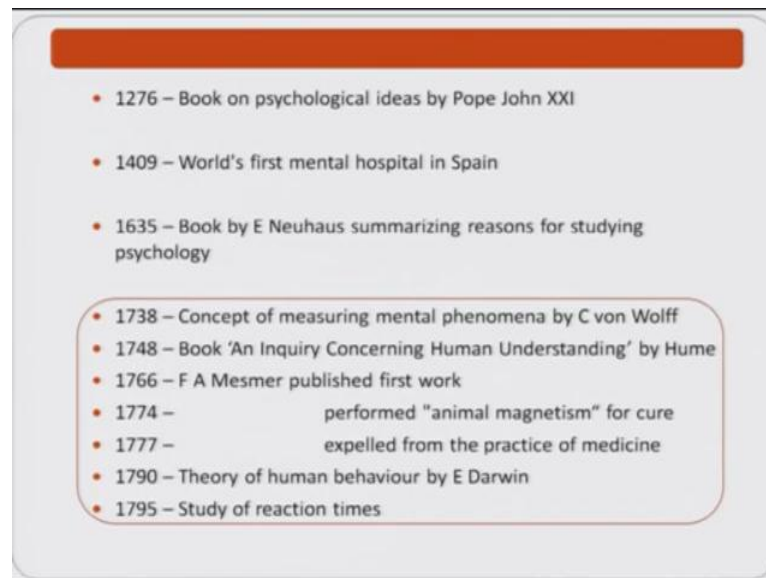 • 1276 – Book on psychological ideas by Pope John XXI
• 1409 – World's first mental hospital in Spain
• 1635 – Book by E Neuhaus summarizing reasons for studying
psychology
• 1738 – Concept of measuring mental phenomena by C von Wolff
• 1748 – Book ‘An Inquiry Concerning Human Understanding’ by Hume
• 1766 – F A Mesmer published first work
• 1774 – performed "animal magnetism“ for cure
• 1777 – expelled from the practice of medicine
• 1790 – Theory of human behaviour by E Darwin
• 1795 – Study of reaction times